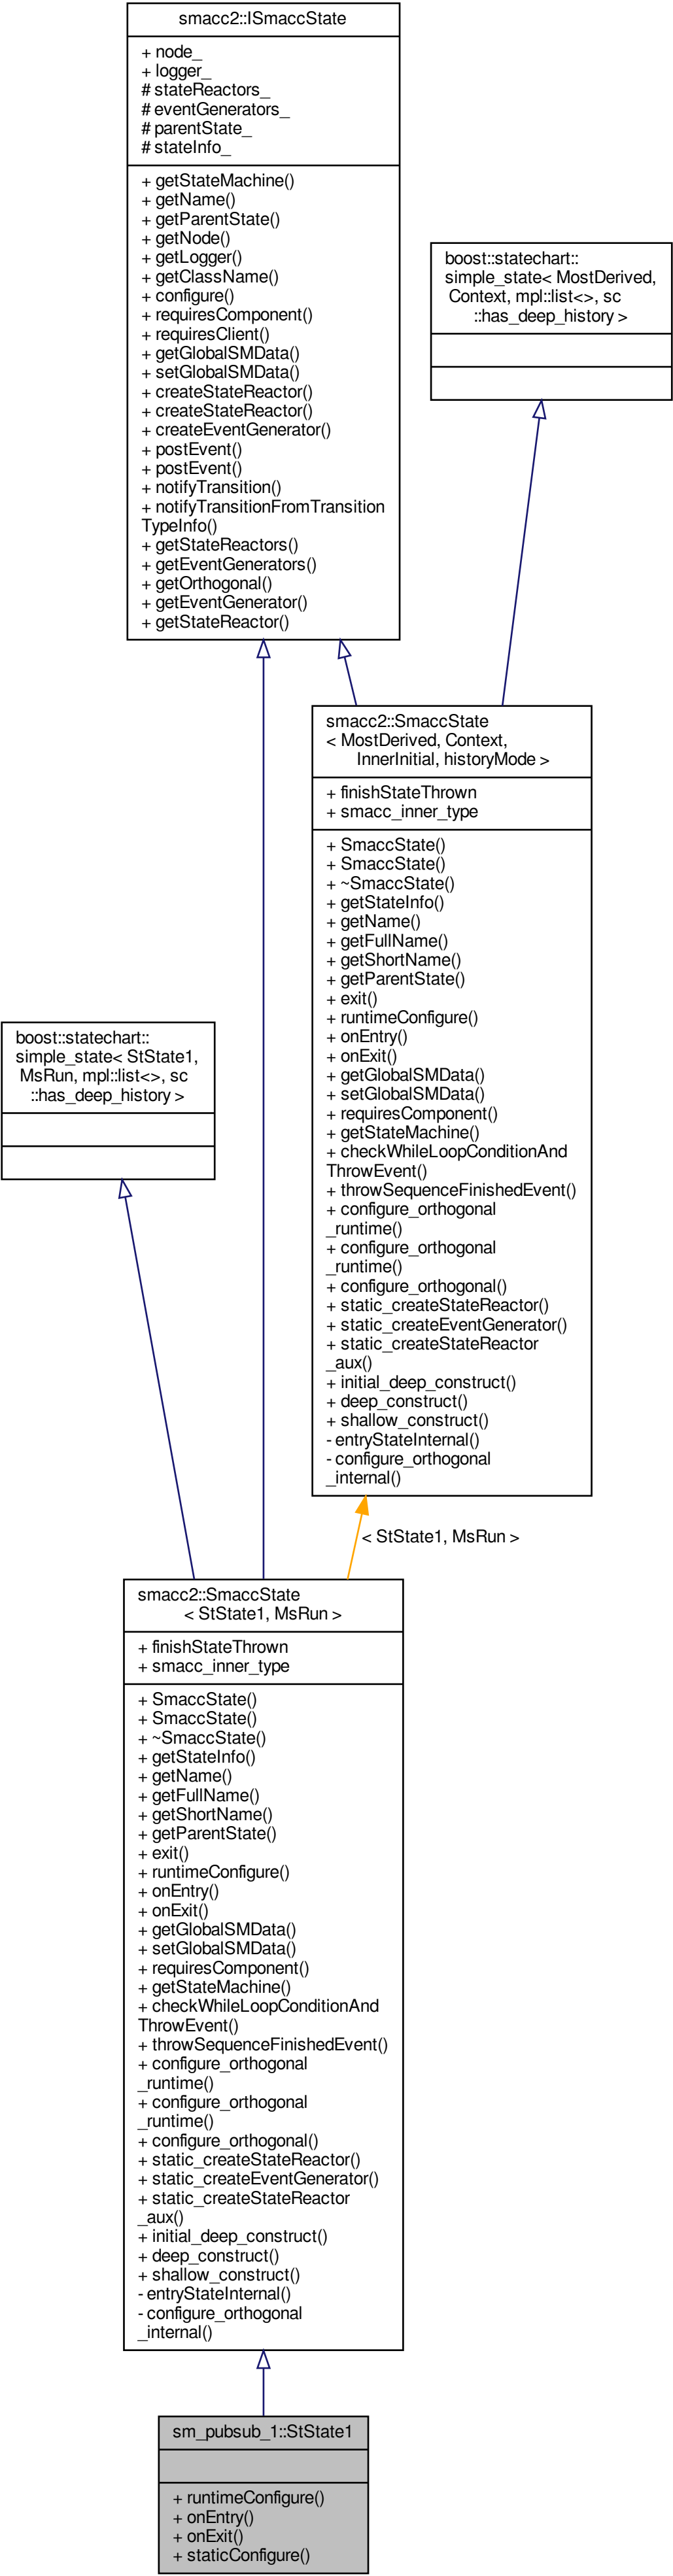 smacc2::ISmaccState
+ node_
+ logger_
# stateReactors_
# eventGenerators_
# parentState_
# stateInfo_
+ getStateMachine()
+ getName()
+ getParentState()
+ getNode()
+ getLogger()
+ getClassName()
+ configure()
+ requiresComponent()
+ requiresClient()
+ getGlobalSMData()
+ setGlobalSMData()
+ createStateReactor()
+ createStateReactor()
+ createEventGenerator()
+ postEvent()
+ postEvent()
+ notifyTransition()
+ notifyTransitionFromTransition
TypeInfo()
+ getStateReactors()
+ getEventGenerators()
+ getOrthogonal()
+ getEventGenerator()
+ getStateReactor()
boost::statechart::
simple_state< MostDerived,
Context, mpl::list<>, sc
::has_deep_history >
smacc2::SmaccState
< MostDerived, Context,
InnerInitial, historyMode >
+ finishStateThrown
+ smacc_inner_type
+ SmaccState()
+ SmaccState()
+ ~SmaccState()
+ getStateInfo()
+ getName()
+ getFullName()
+ getShortName()
+ getParentState()
+ exit()
+ runtimeConfigure()
+ onEntry()
+ onExit()
+ getGlobalSMData()
+ setGlobalSMData()
+ requiresComponent()
+ getStateMachine()
+ checkWhileLoopConditionAnd
ThrowEvent()
+ throwSequenceFinishedEvent()
+ configure_orthogonal
_runtime()
+ configure_orthogonal
_runtime()
+ configure_orthogonal()
+ static_createStateReactor()
+ static_createEventGenerator()
+ static_createStateReactor
_aux()
+ initial_deep_construct()
+ deep_construct()
+ shallow_construct()
- entryStateInternal()
- configure_orthogonal
_internal()
boost::statechart::
simple_state< StState1,
MsRun, mpl::list<>, sc
::has_deep_history >
< StState1, MsRun >
smacc2::SmaccState
< StState1, MsRun >
+ finishStateThrown
+ smacc_inner_type
+ SmaccState()
+ SmaccState()
+ ~SmaccState()
+ getStateInfo()
+ getName()
+ getFullName()
+ getShortName()
+ getParentState()
+ exit()
+ runtimeConfigure()
+ onEntry()
+ onExit()
+ getGlobalSMData()
+ setGlobalSMData()
+ requiresComponent()
+ getStateMachine()
+ checkWhileLoopConditionAnd
ThrowEvent()
+ throwSequenceFinishedEvent()
+ configure_orthogonal
_runtime()
+ configure_orthogonal
_runtime()
+ configure_orthogonal()
+ static_createStateReactor()
+ static_createEventGenerator()
+ static_createStateReactor
_aux()
+ initial_deep_construct()
+ deep_construct()
+ shallow_construct()
- entryStateInternal()
- configure_orthogonal
_internal()
sm_pubsub_1::StState1
+ runtimeConfigure()
+ onEntry()
+ onExit()
+ staticConfigure()